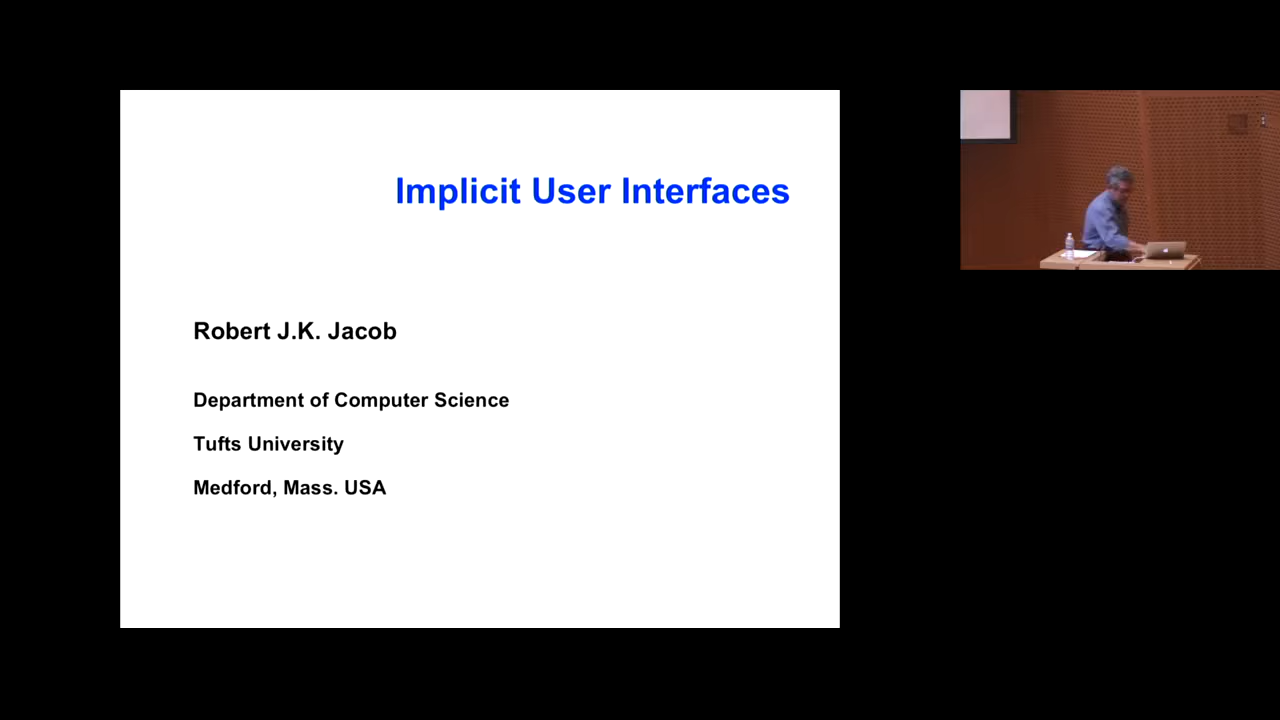 Implicit User Interfaces
Robert J.K. Jacob
Department of Computer Science
Tufts University
Medford, Mass. USA